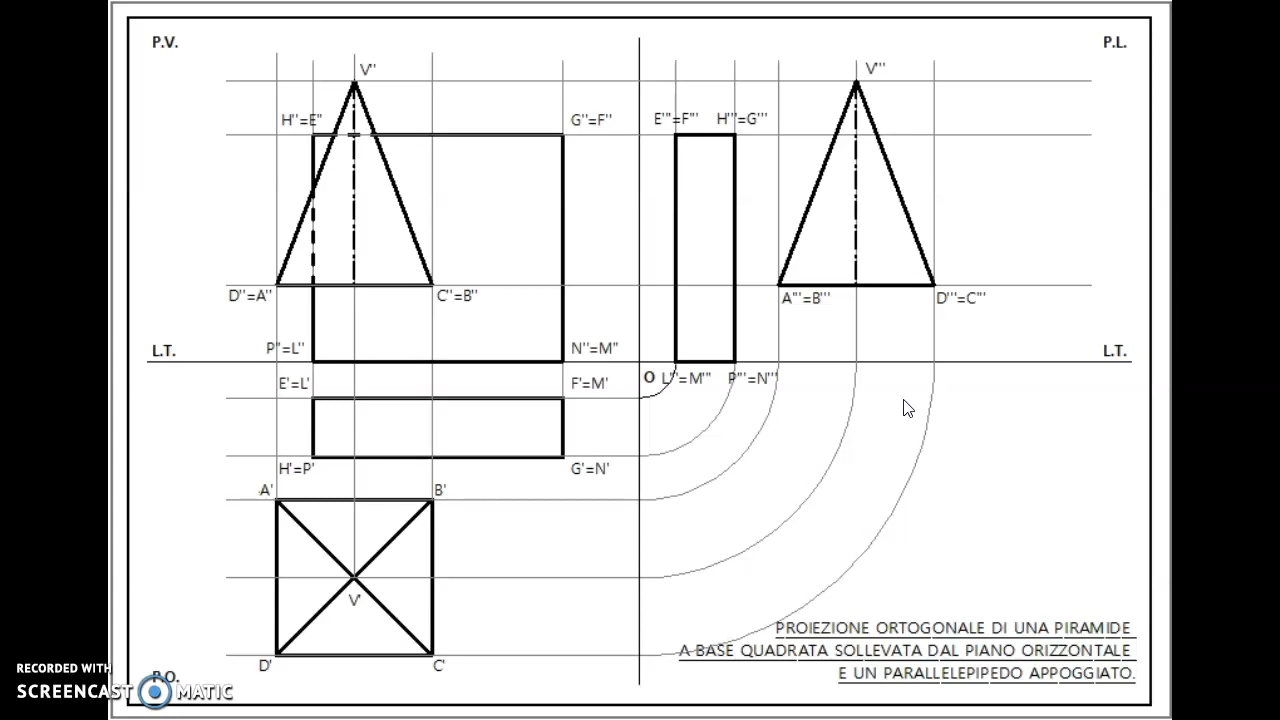 P.V.
P.L.
V''
V'''
H''=E''
G''=F''
E'''=F'''
H'''=G'''
D''=A''
C''=B''
A'''=B'''
D'''=C'''
P''=L''
N''=M''
L.T.
L.T.
E'=L'
F'=M'
O
L'''=M'''
P'''=N'''
H'=P'
G'=N'
A'
B'
V'
D'
C'
PROIEZIONE ORTOGONALE DI UNA PIRAMIDE
A BASE QUADRATA SOLLEVATA DAL PIANO ORIZZONTALE
E UN PARALLELEPIPEDO APPOGGIATO.
P.O.
RECORDED WITH
SCREENCAST MATIC